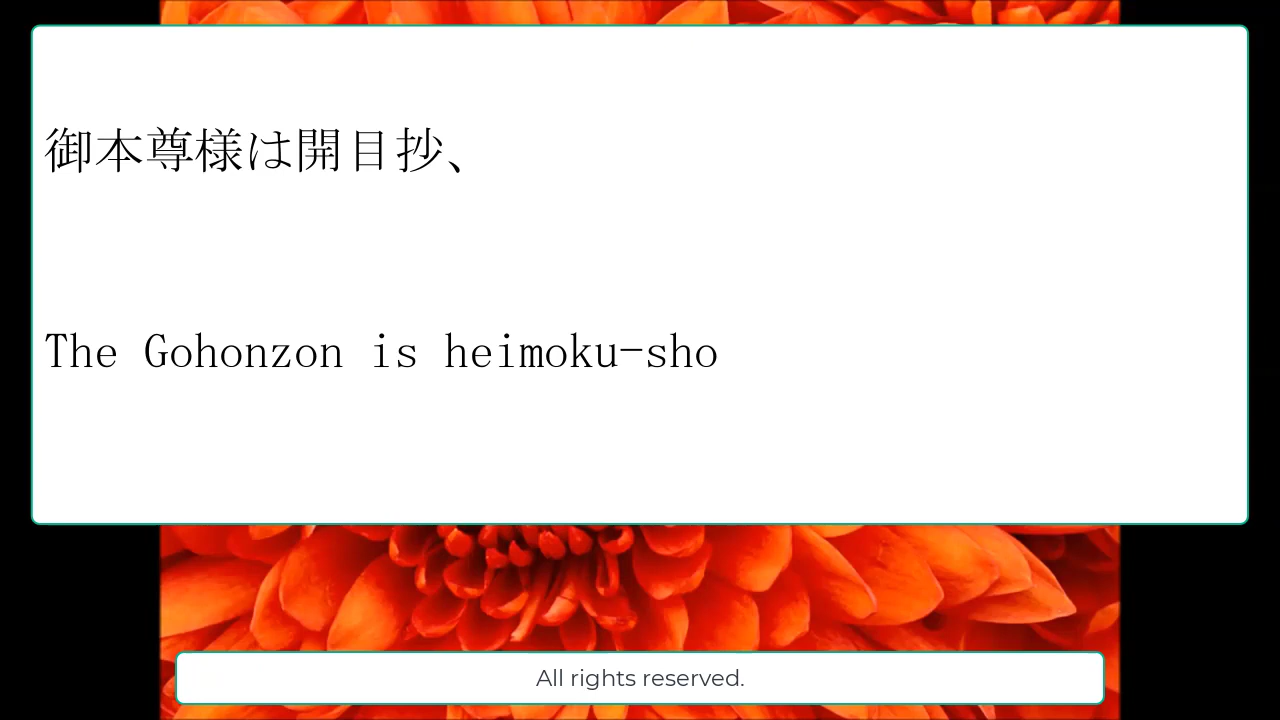 御本尊様は開目抄、
The Gohonzon is heimoku-sho
All rights reserved.